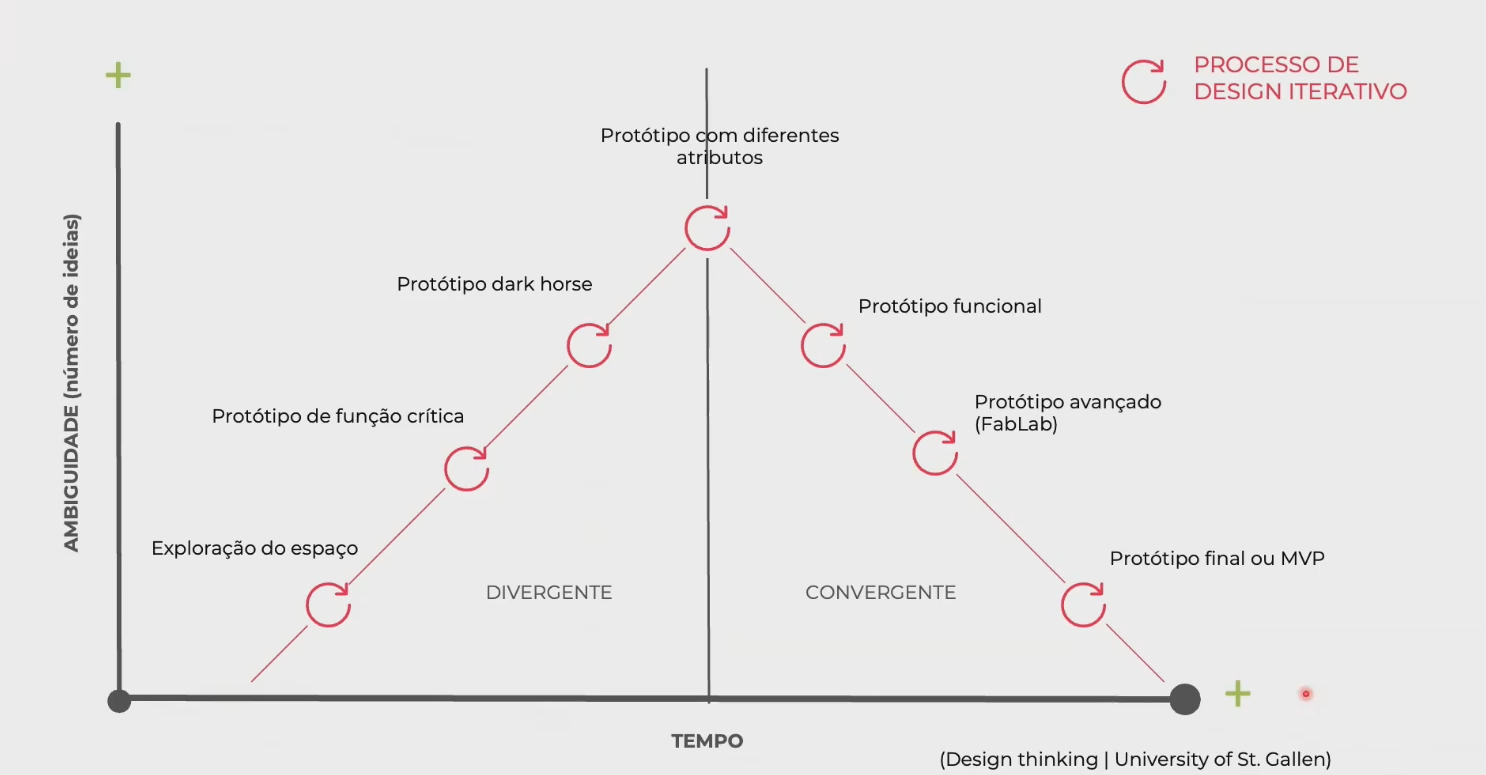 PROCESSO DE
DESIGN ITERATIVO
+
Protótipo com diferentes
atributos
Protótipo dark horse
Protótipo funcional
Protótipo de função crítica
Protótipo avançado
(FabLab)
Exploração do espaço
Protótipo final ou MVP
DIVERGENTE
CONVERGENTE
AMBIGUIDADE (número de ideias)
+
TEMPO
(Design thinking | University of St. Gallen)